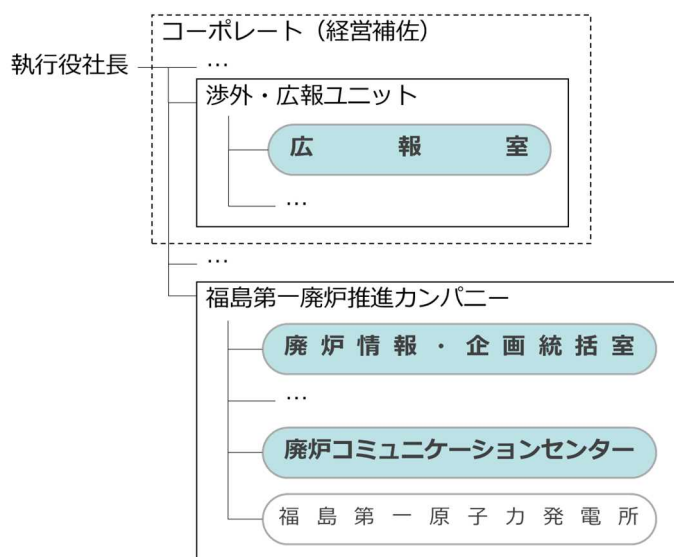 コーポレート（経営補佐）
執行役社長
…
渉外・広報ユニット
広報室
…
…
福島第一廃炉推進カンパニー
廃炉情報・企画統括室
…
廃炉コミュニケーションセンター
福島第一原子力発電所